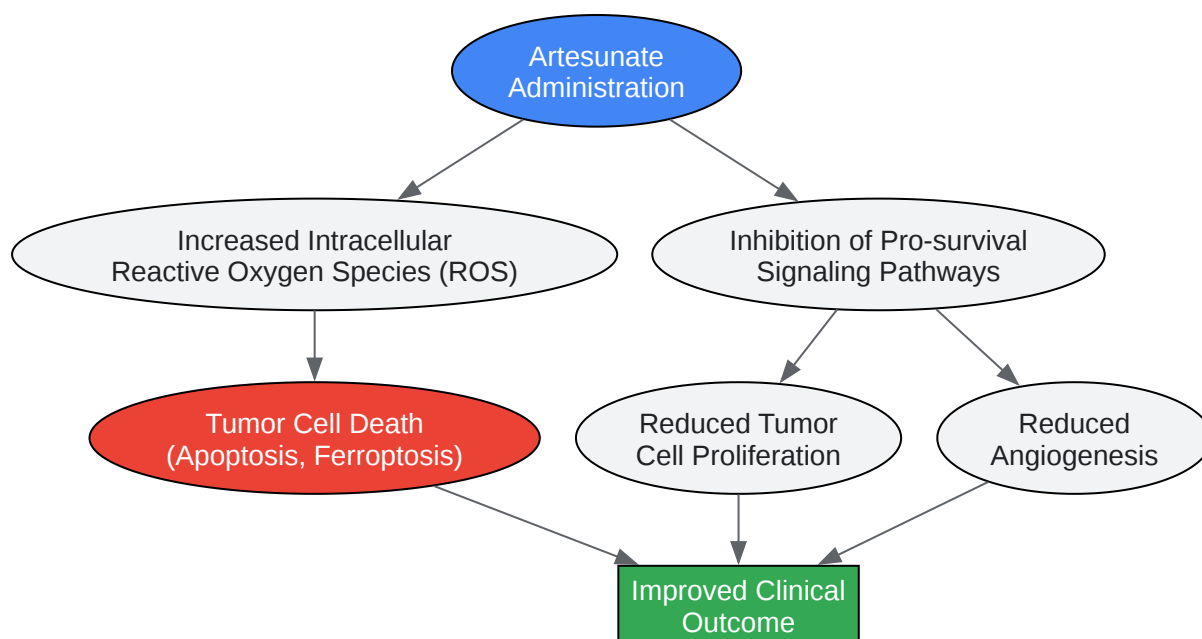 Artesunate
Administration
Increased Intracellular
Reactive Oxygen Species (ROS)
Inhibition of Pro-survival
Signaling Pathways
Tumor Cell Death
(Apoptosis, Ferroptosis)
Reduced Tumor
Cell Proliferation
Reduced
Angiogenesis
Improved Clinical
Outcome